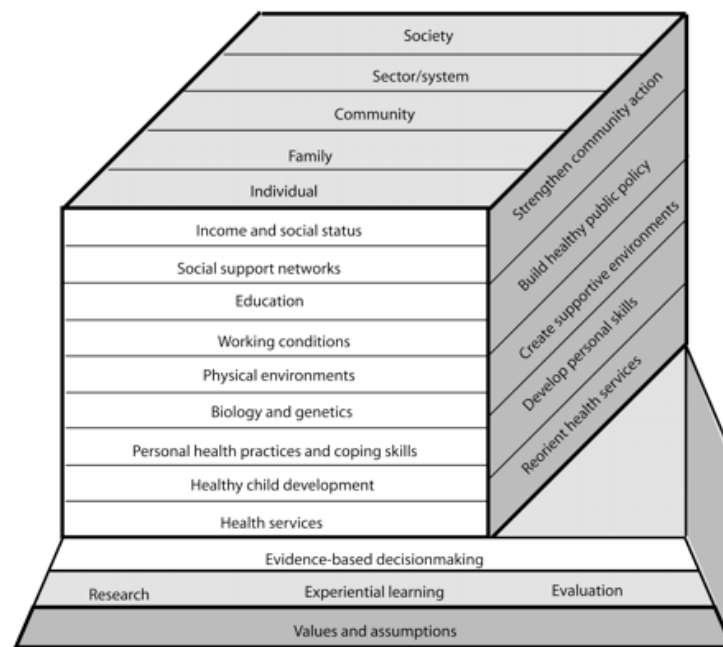 Society
Sector/system
Community
Family
Individual
Income and social status
Social support networks
Education
Working conditions
Physical environments
Biology and genetics
Personal health practices and coping skills
Healthy child development
Health services
Strengthen community action
Build healthy public policy
Create supportive environments
Develop personal skills
Reorient health services
Evidence-based decisionmaking
Research Experiential learning Evaluation
Values and assumptions